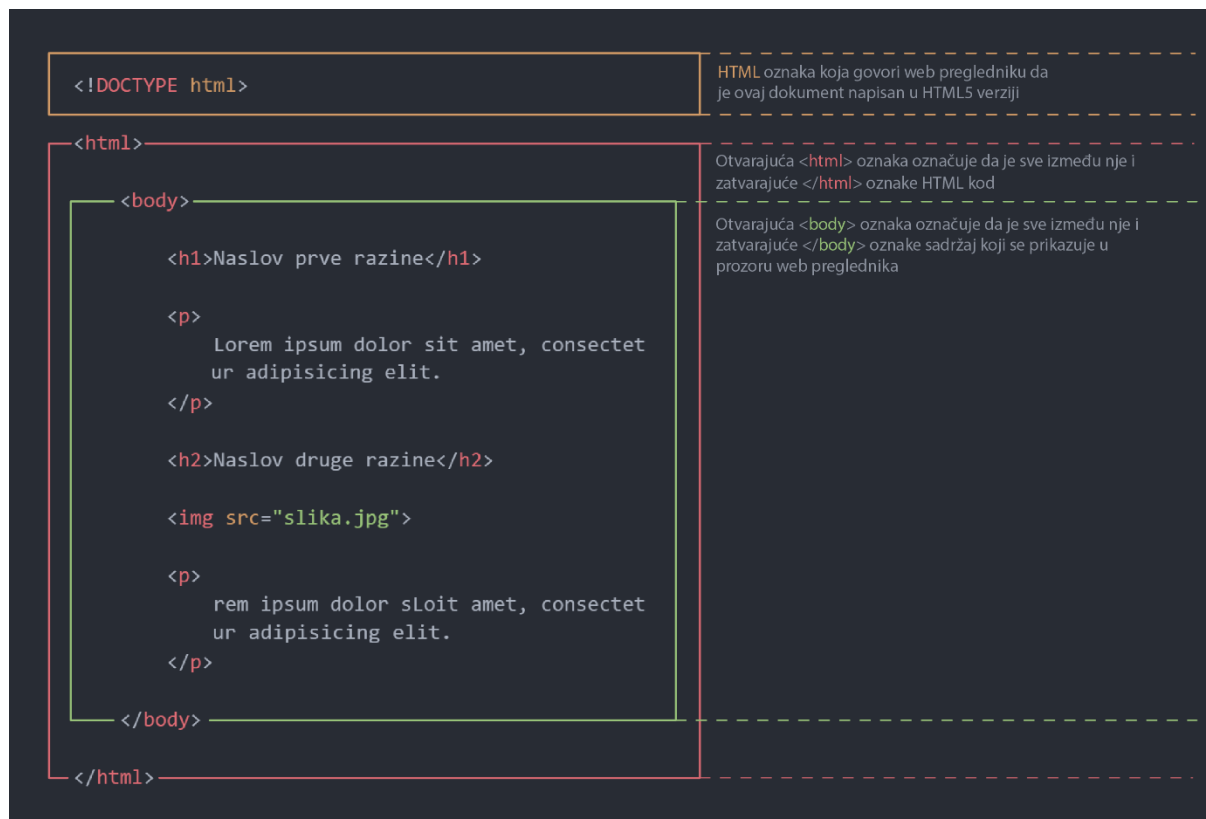 <!DOCTYPE html>
HTML oznaka koja govori web pregledniku da
je ovaj dokument napisan u HTML5 verziji
<html>
Otvarajuća <html> oznaka označuje da je sve između nje i
zatvarajuće </html> oznake HTML kod
<body>
Otvarajuća <body> oznaka označuje da je sve između nje i
zatvarajuće </body> oznake sadržaj koji se prikazuje u
prozoru web preglednika
<h1>Naslov prve razine</h1>
<p>
Lorem ipsum dolor sit amet, consectet
ur adipisicing elit.
</p>
<h2>Naslov druge razine</h2>
<img src="slika.jpg">
<p>
rem ipsum dolor sLoit amet, consectet
ur adipisicing elit.
</p>
</body>
</html>